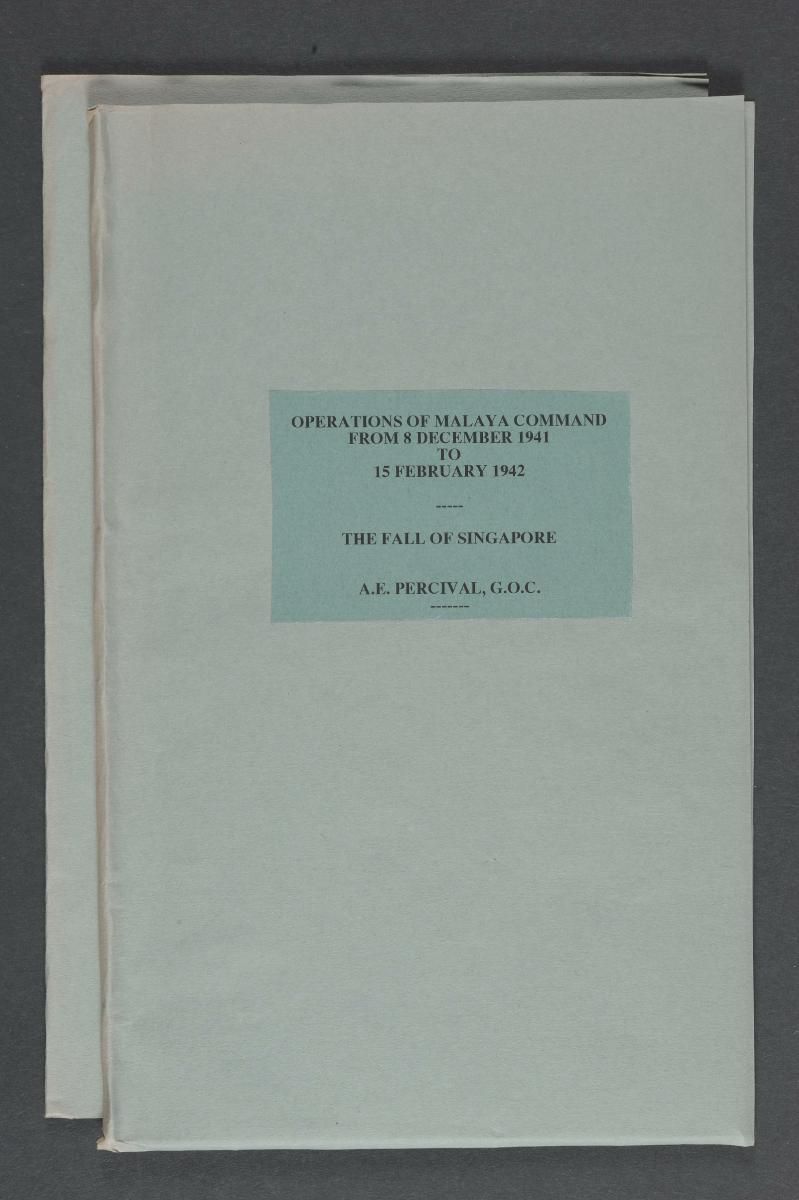 OPERATIONS OF MALAYA COMMAND
FROM 8 DECEMBER 1941
TO
15 FEBRUARY 1942
-----
THE FALL OF SINGAPORE
A.E. PERCIVAL, G.O.C.
-------